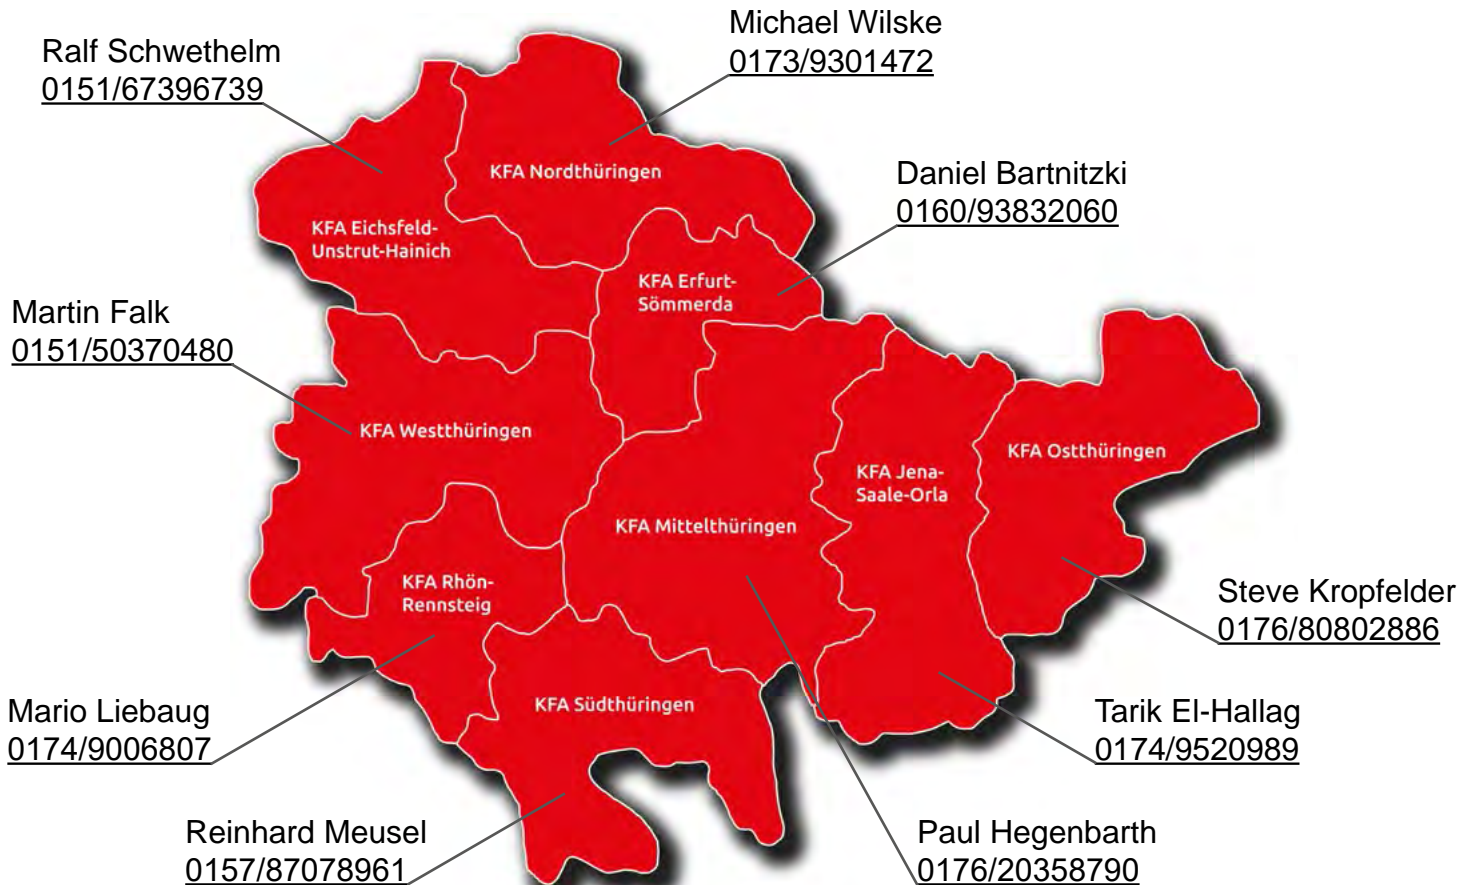 Michael Wilske
0173/9301472
Ralf Schwethelm
0151/67396739
KFA Nordthüringen
Daniel Bartnitzki
0160/93832060
KFA Eichsfeld-
Unstrut-Hainich
KFA Erfurt-
Sömmerda
Martin Falk
0151/50370480
KFA Westthüringen
KFA Ostthüringen
KFA Jena-
Saale-Orla
KFA Mittelthüringen
KFA Rhön-
Rennsteig
Steve Kropfelder
0176/80802886
KFA Südthüringen
Mario Liebaug
0174/9006807
Tarik El-Hallag
0174/9520989
Reinhard Meusel
0157/87078961
Paul Hegenbarth
0176/20358790